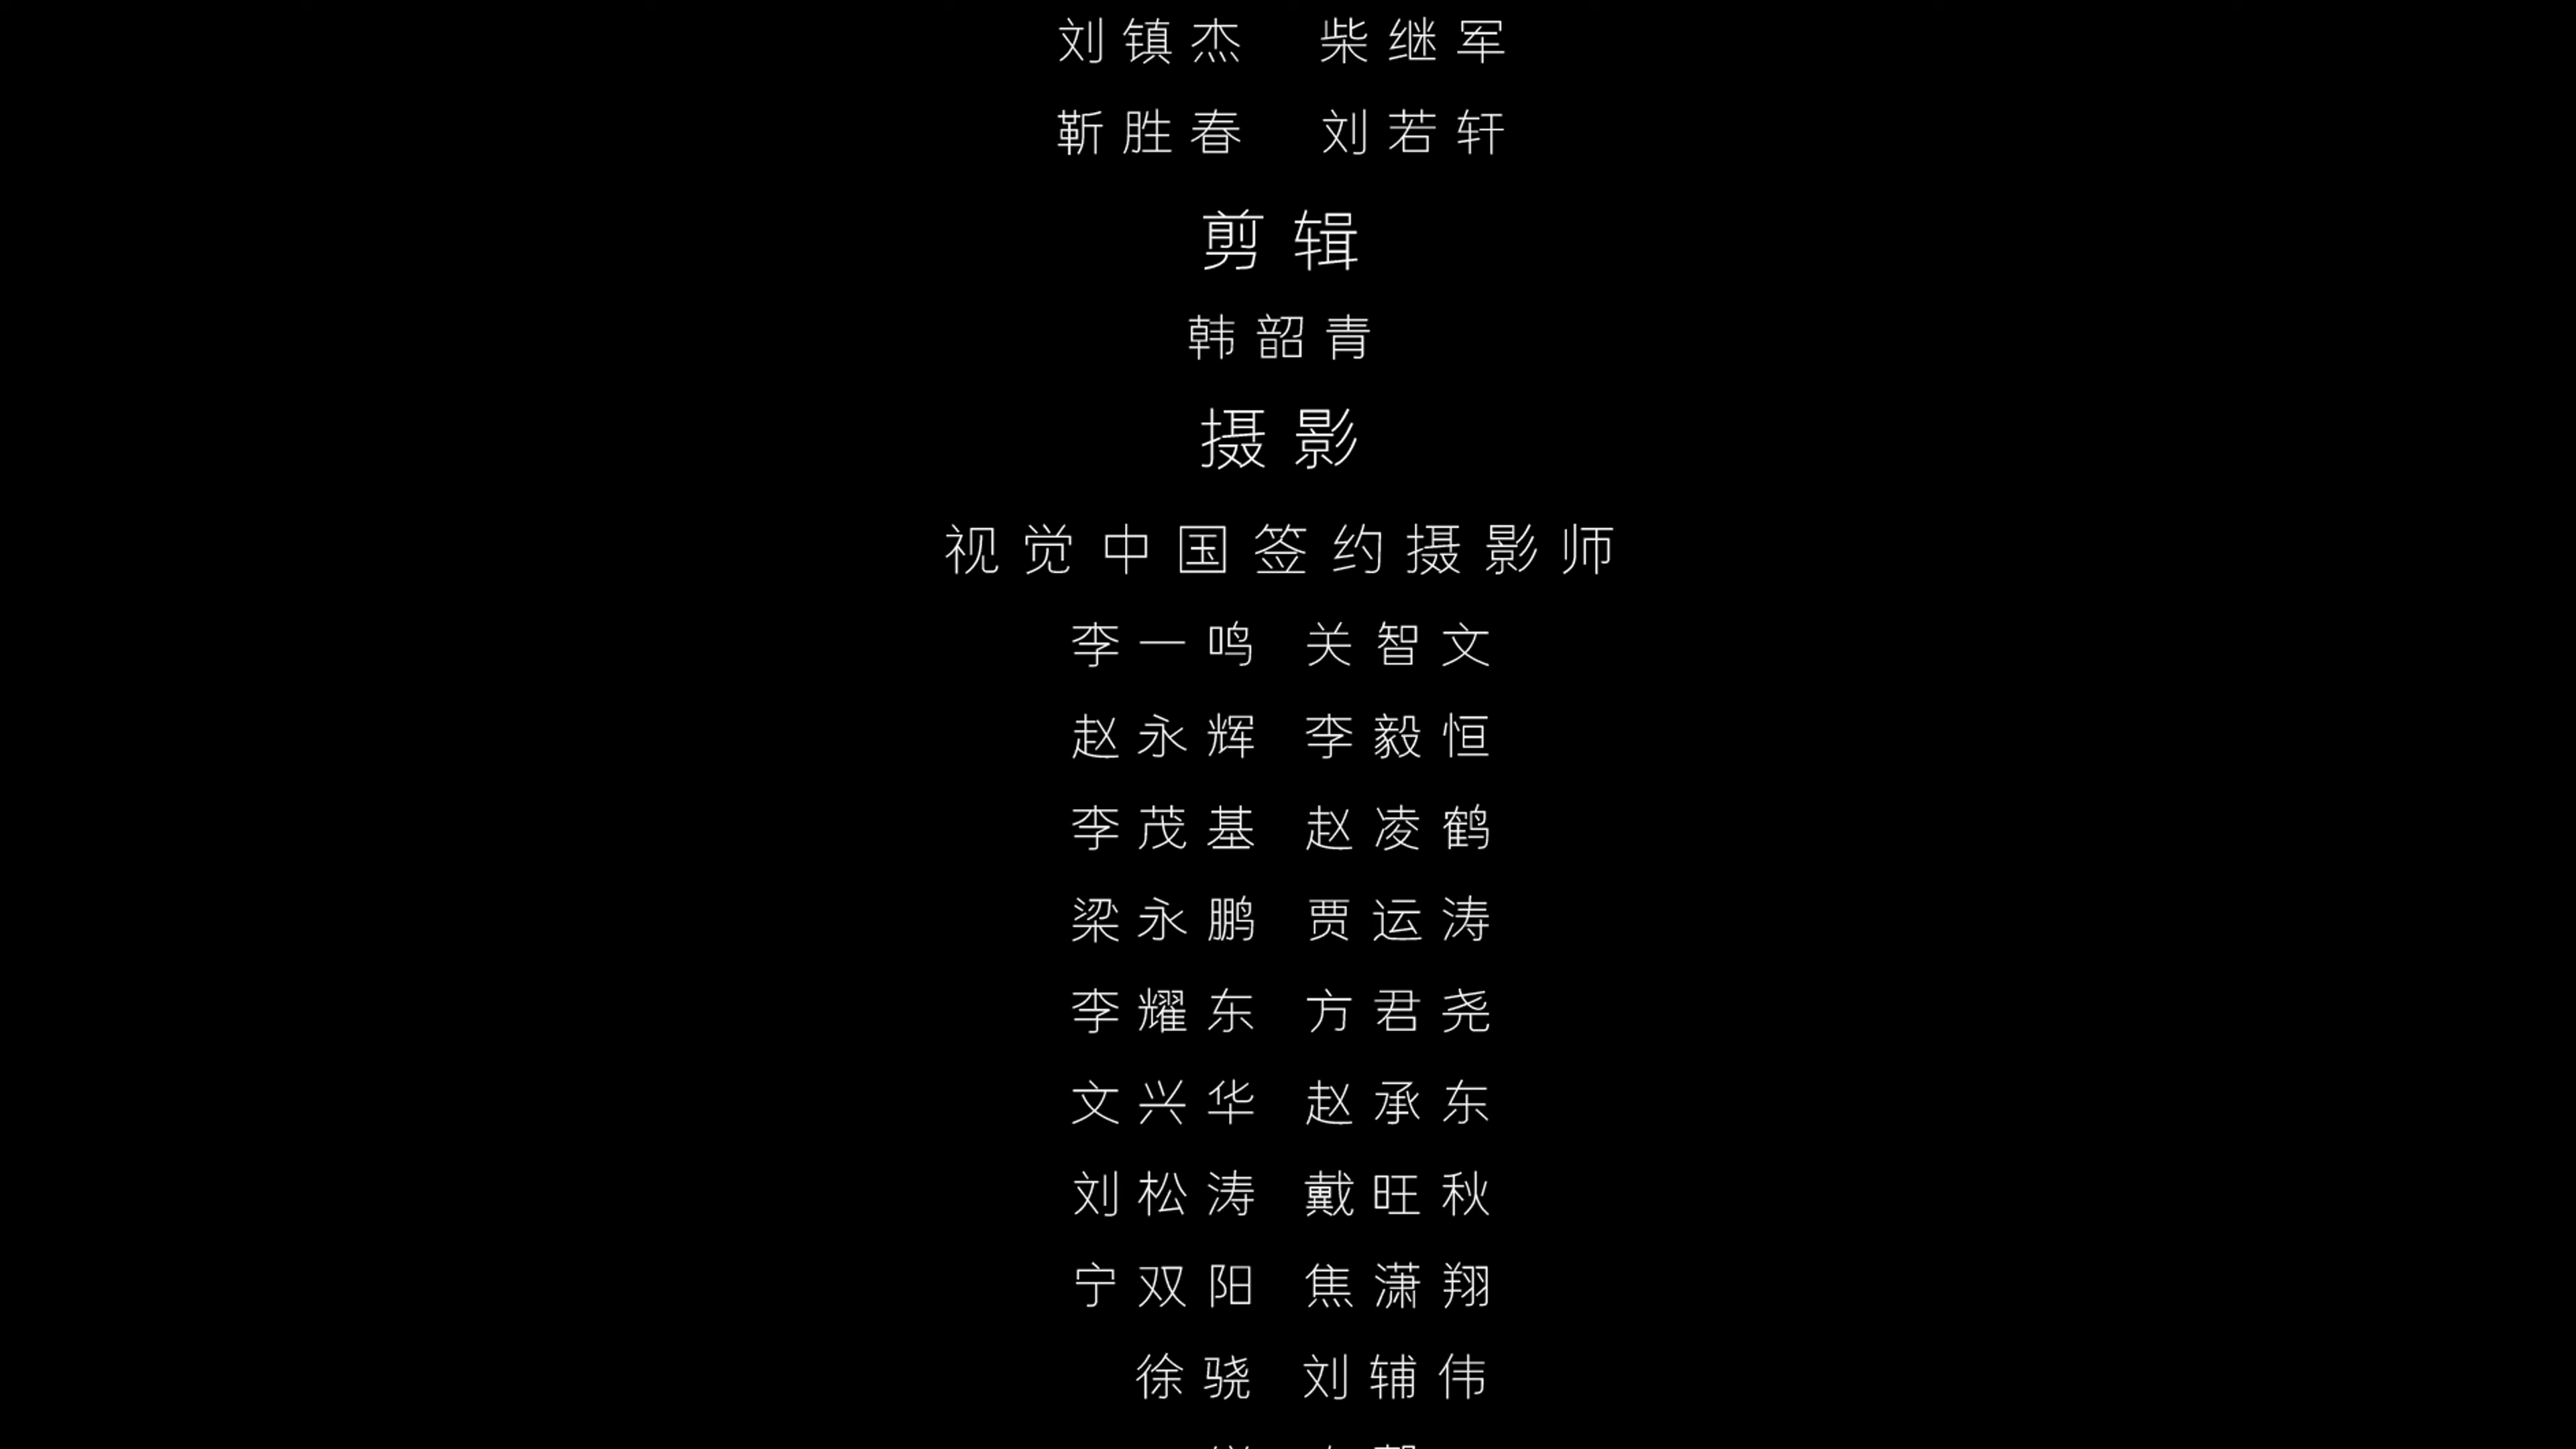 刘镇杰 柴继军
靳胜春 刘若轩
剪辑
韩韶青
摄影
视觉中国签约摄影师
李一鸣 关智文
赵永辉 李毅恒
李茂基 赵凌鹤
梁永鹏 贾运涛
李耀东 方君尧
文兴华 赵承东
刘松涛 戴旺秋
宁双阳 焦潇翔
徐骁 刘辅伟